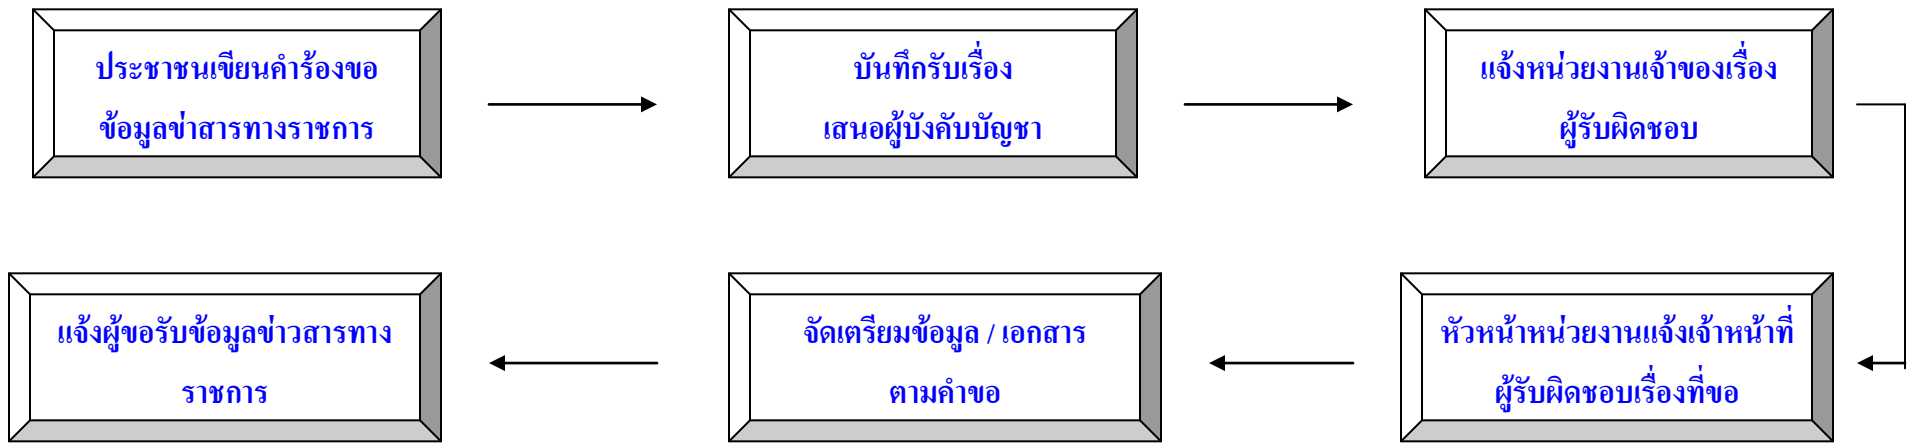 ประชาชนเขียนคำร้องขอ
ข้อมูลข่าสารทางราชการ
บันทึกรับเรื่อง
เสนอผู้บังคับบัญชา
แจ้งหน่วยงานเจ้าของเรื่อง
ผู้รับผิดชอบ
หัวหน้าหน่วยงานแจ้งเจ้าหน้าที่
ผู้รับผิดชอบเรื่องที่ขอ
จัดเตรียมข้อมูล / เอกสาร
ตามคำขอ
แจ้งผู้ขอรับข้อมูลข่าวสารทาง
ราชการ